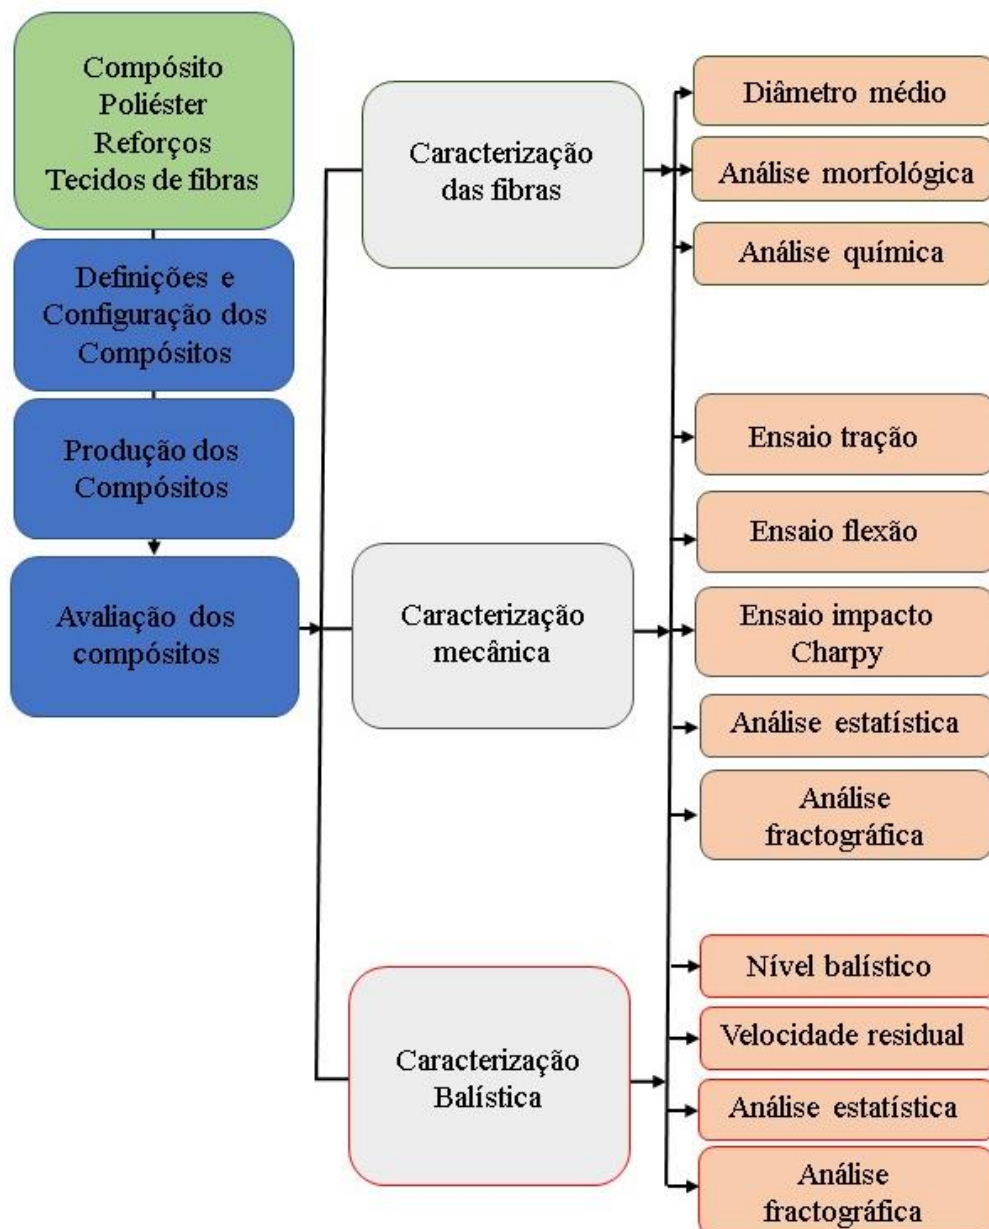 Compósito
Poliéster
Reforços
Tecidos de fibras
Definições e
Configuração dos
Compósitos
Produção dos
Compósitos
Avaliação dos
compósitos
Caracterização
das fibras
Caracterização
mecânica
Caracterização
Balística
Diâmetro médio
Análise morfológica
Análise química
Ensaio tração
Ensaio flexão
Ensaio impacto
Charpy
Análise estatística
Análise
fractográfica
Nível balístico
Velocidade residual
Análise estatística
Análise
fractográfica